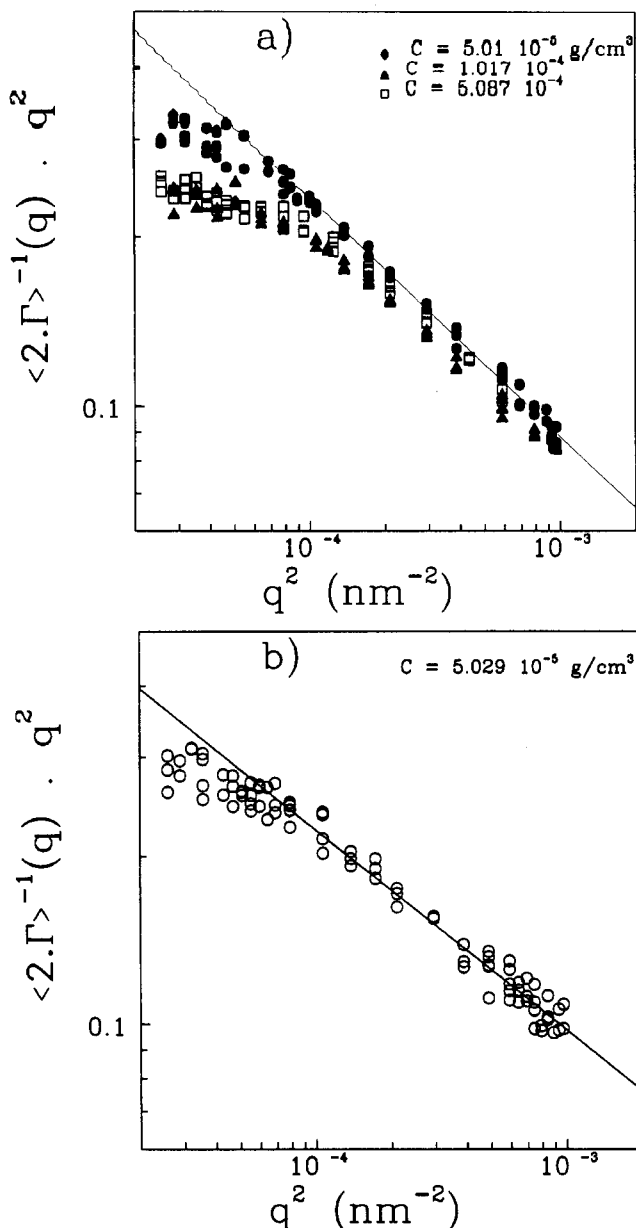 a)
C = 5.01 10⁻⁵ g/cm³
C = 1.017 10⁻⁴
C = 5.087 10⁻⁴
<2.Γ>⁻¹(q) . q²
0.1
10⁻⁴
10⁻³
q² (nm⁻²)
b)
C = 5.029 10⁻⁵ g/cm³
<2.Γ>⁻¹(q) . q²
0.1
10⁻⁴
10⁻³
q² (nm⁻²)